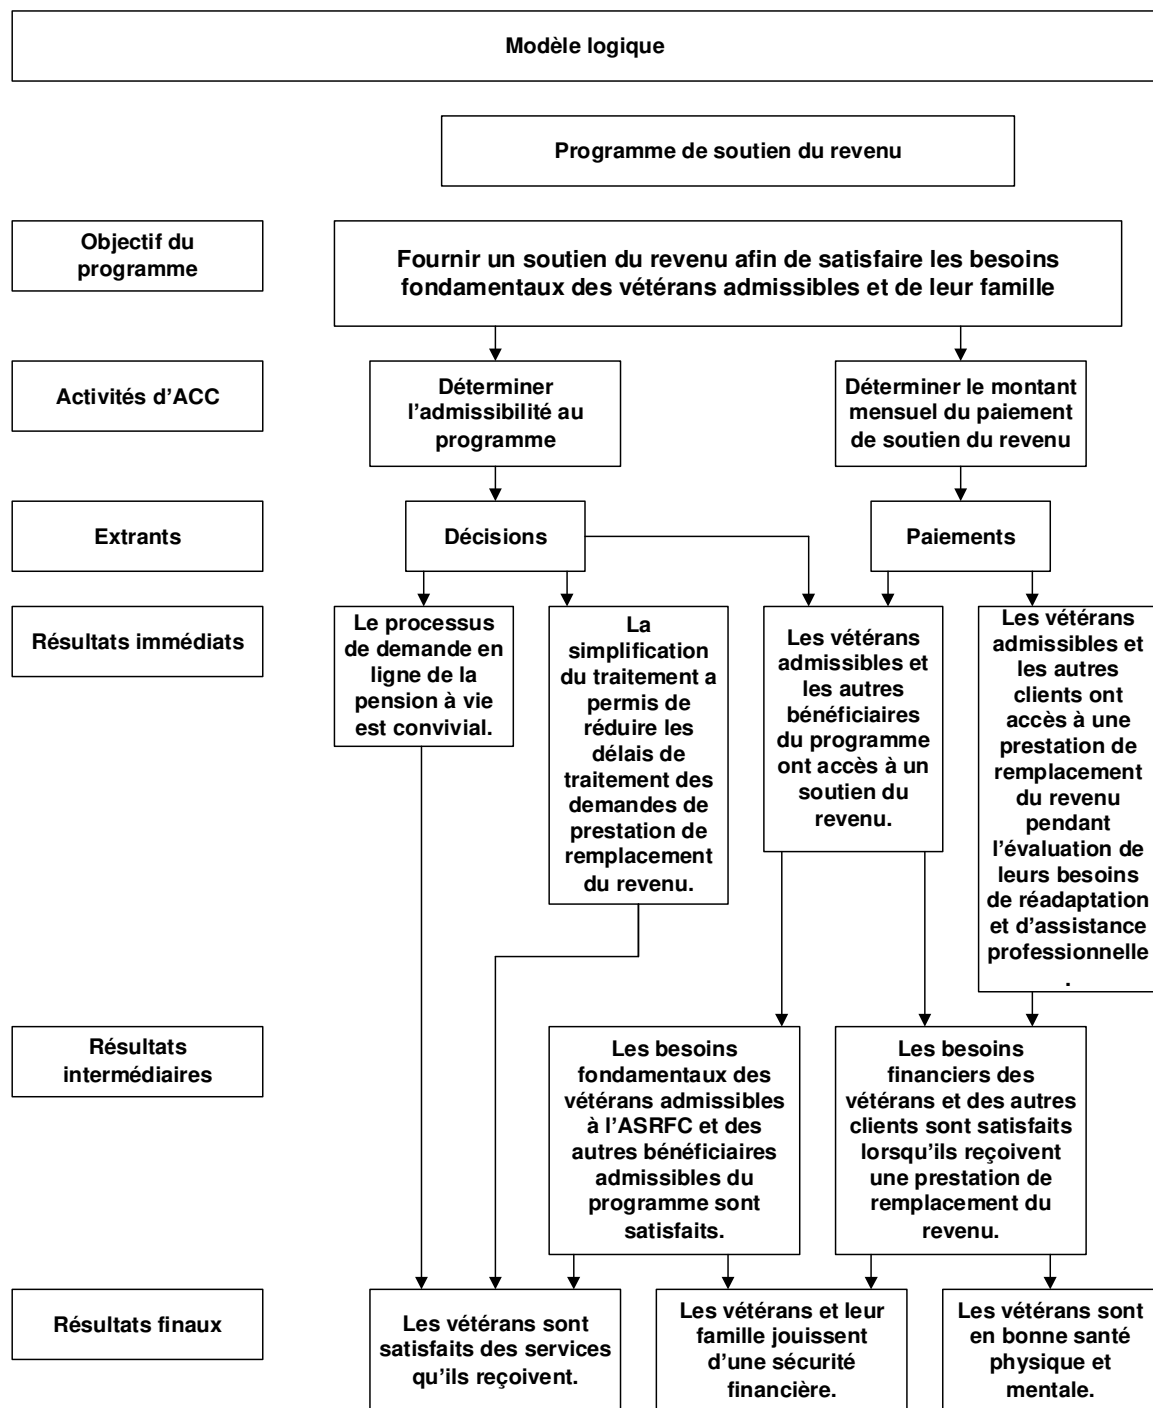 Modèle logique
Programme de soutien du revenu
Objectif du
programme
Fournir un soutien du revenu afin de satisfaire les besoins
fondamentaux des vétérans admissibles et de leur famille
Activités d’ACC
Déterminer
l’admissibilité au
programme
Déterminer le montant
mensuel du paiement
de soutien du revenu
Extrants
Décisions
Paiements
Résultats immédiats
Le processus
de demande en
ligne de la
pension à vie
est convivial.
La
simplification
du traitement a
permis de
réduire les
délais de
traitement des
demandes de
prestation de
remplacement
du revenu.
Les vétérans
admissibles et
les autres
bénéficiaires
du programme
ont accès à un
soutien du
revenu.
Les vétérans
admissibles et
les autres
clients ont
accès à une
prestation de
remplacement
du revenu
pendant
l’évaluation de
leurs besoins
de réadaptation
et d’assistance
professionnelle
.
Résultats
intermédiaires
Les besoins
fondamentaux des
vétérans admissibles
à l’ASRFC et des
autres bénéficiaires
admissibles du
programme sont
satisfaits.
Les besoins
financiers des
vétérans et des autres
clients sont satisfaits
lorsqu’ils reçoivent
une prestation de
remplacement du
revenu.
Résultats finaux
Les vétérans sont
satisfaits des services
qu’ils reçoivent.
Les vétérans et leur
famille jouissent
d’une sécurité
financière.
Les vétérans sont
en bonne santé
physique et
mentale.